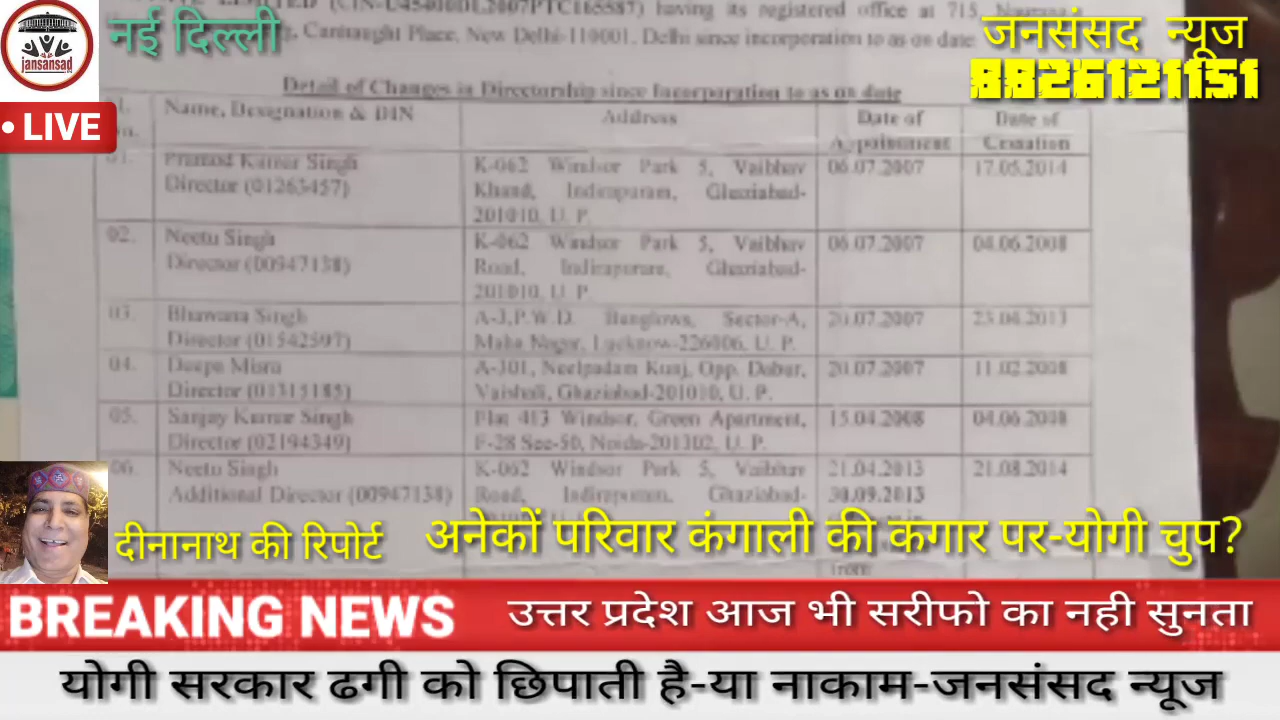 LIMITED (CIN-U45400DL2007PTC165587) having its registered office at 715,
नई दिल्ली
Connaught Place, New Delhi-110001, Delhi since incorporation to as on date
जनसंसद न्यूज
8826121151
jansansad
• LIVE
Detail of Changes in Directorship since Incorporation to as on date
Name, Designation & DIN Address Date of Appointment Date of Cessation
01. Pramod Kumar Singh K-062 Windsor Park 5, Vaibhav 06.07.2007 17.05.2014
Director (01263457) Khand, Indirapuram, Ghaziabad-
201010, U. P.
02. Neetu Singh K-062 Windsor Park 5, Vaibhav 06.07.2007 04.06.2008
Director (00947138) Road, Indirapuram, Ghaziabad-
201010, U. P.
03. Bhawana Singh A-3,P.W.D. Banglows, Sector-A, 20.07.2007 23.04.2013
Director (01542597) Maha Nagar, Lucknow-226006, U. P.
04. Deepa Misra A-301, Neelpadam Kunj, Opp. Dabur, 20.07.2007 11.02.2008
Director (01315185) Vaishali, Ghaziabad-201010, U. P.
05. Sanjay Kumar Singh Flat 413 Windsor, Green Apartment, 15.04.2008 04.06.2008
Director (02194349) F-28 Sec-50, Noida-201302, U. P.
06. Neetu Singh K-062 Windsor Park 5, Vaibhav 21.04.2013 21.08.2014
Additional Director (00947138) Road, Indirapuram, Ghaziabad- 30.09.2013
दीनानाथ की रिपोर्ट
अनेकों परिवार कंगाली की कगार पर-योगी चुप?
BREAKING NEWS
उत्तर प्रदेश आज भी सरीफो का नही सुनता
योगी सरकार ढगी को छिपाती है-या नाकाम-जनसंसद न्यूज